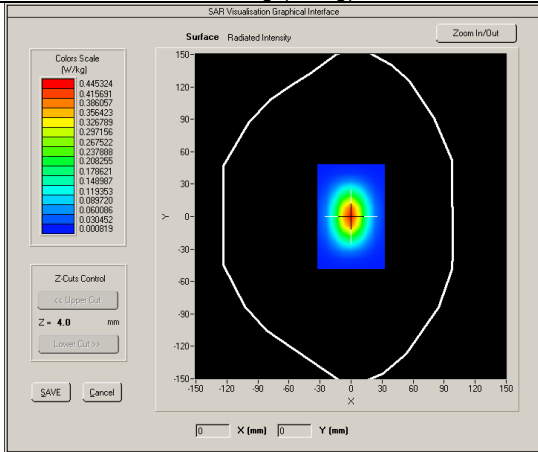 SAR Visualisation Graphical Interface
Surface Radiated Intensity
Zoom In/Out
Colors Scale
(W/kg)
0.445324
0.415691
0.386057
0.356423
0.326789
0.297156
0.267522
0.237888
0.208255
0.178621
0.148987
0.119353
0.089720
0.060086
0.030452
0.000819
150
120
90
60
30
Y 0
-30
-60
-90
-120
-150
-150 -120 -90 -60 -30 0 30 60 90 120 150
X
Z-Cuts Control
<< Upper Cut
Z = 4.0 mm
Lower Cut >>
SAVE Cancel
0 X (mm) 0 Y (mm)